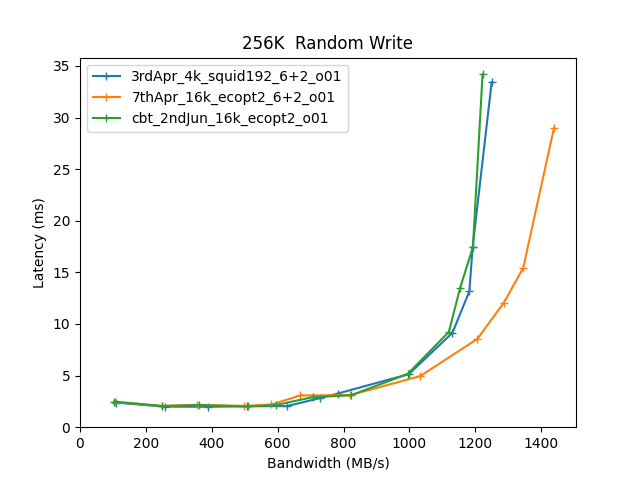 256K  Random Write
3rdApr_4k_squid192_6+2_o01
7thApr_16k_ecopt2_6+2_o01
cbt_2ndJun_16k_ecopt2_o01
Latency (ms)
35
30
25
20
15
10
5
0
0 200 400 600 800 1000 1200 1400
Bandwidth (MB/s)